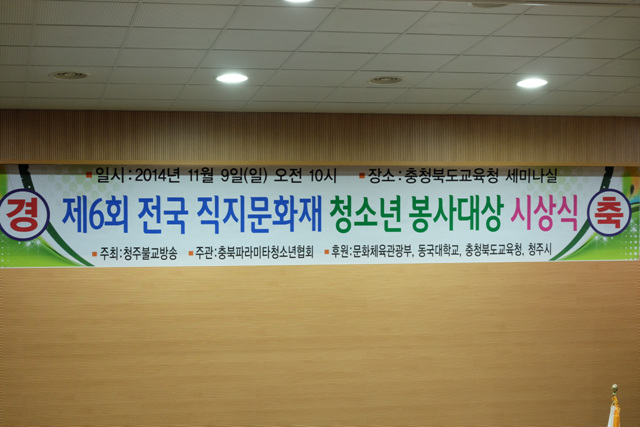 ■ 일시 : 2014년 11월 9일(일) 오전 10시 ■ 장소 : 충청북도교육청 세미나실
경 제6회 전국 직지문화재 청소년 봉사대상 시상식 축
■ 주최 : 청주불교방송 ■ 주관 : 충북파라미타청소년협회 ■ 후원 : 문화체육관광부, 동국대학교, 충청북도교육청, 청주시